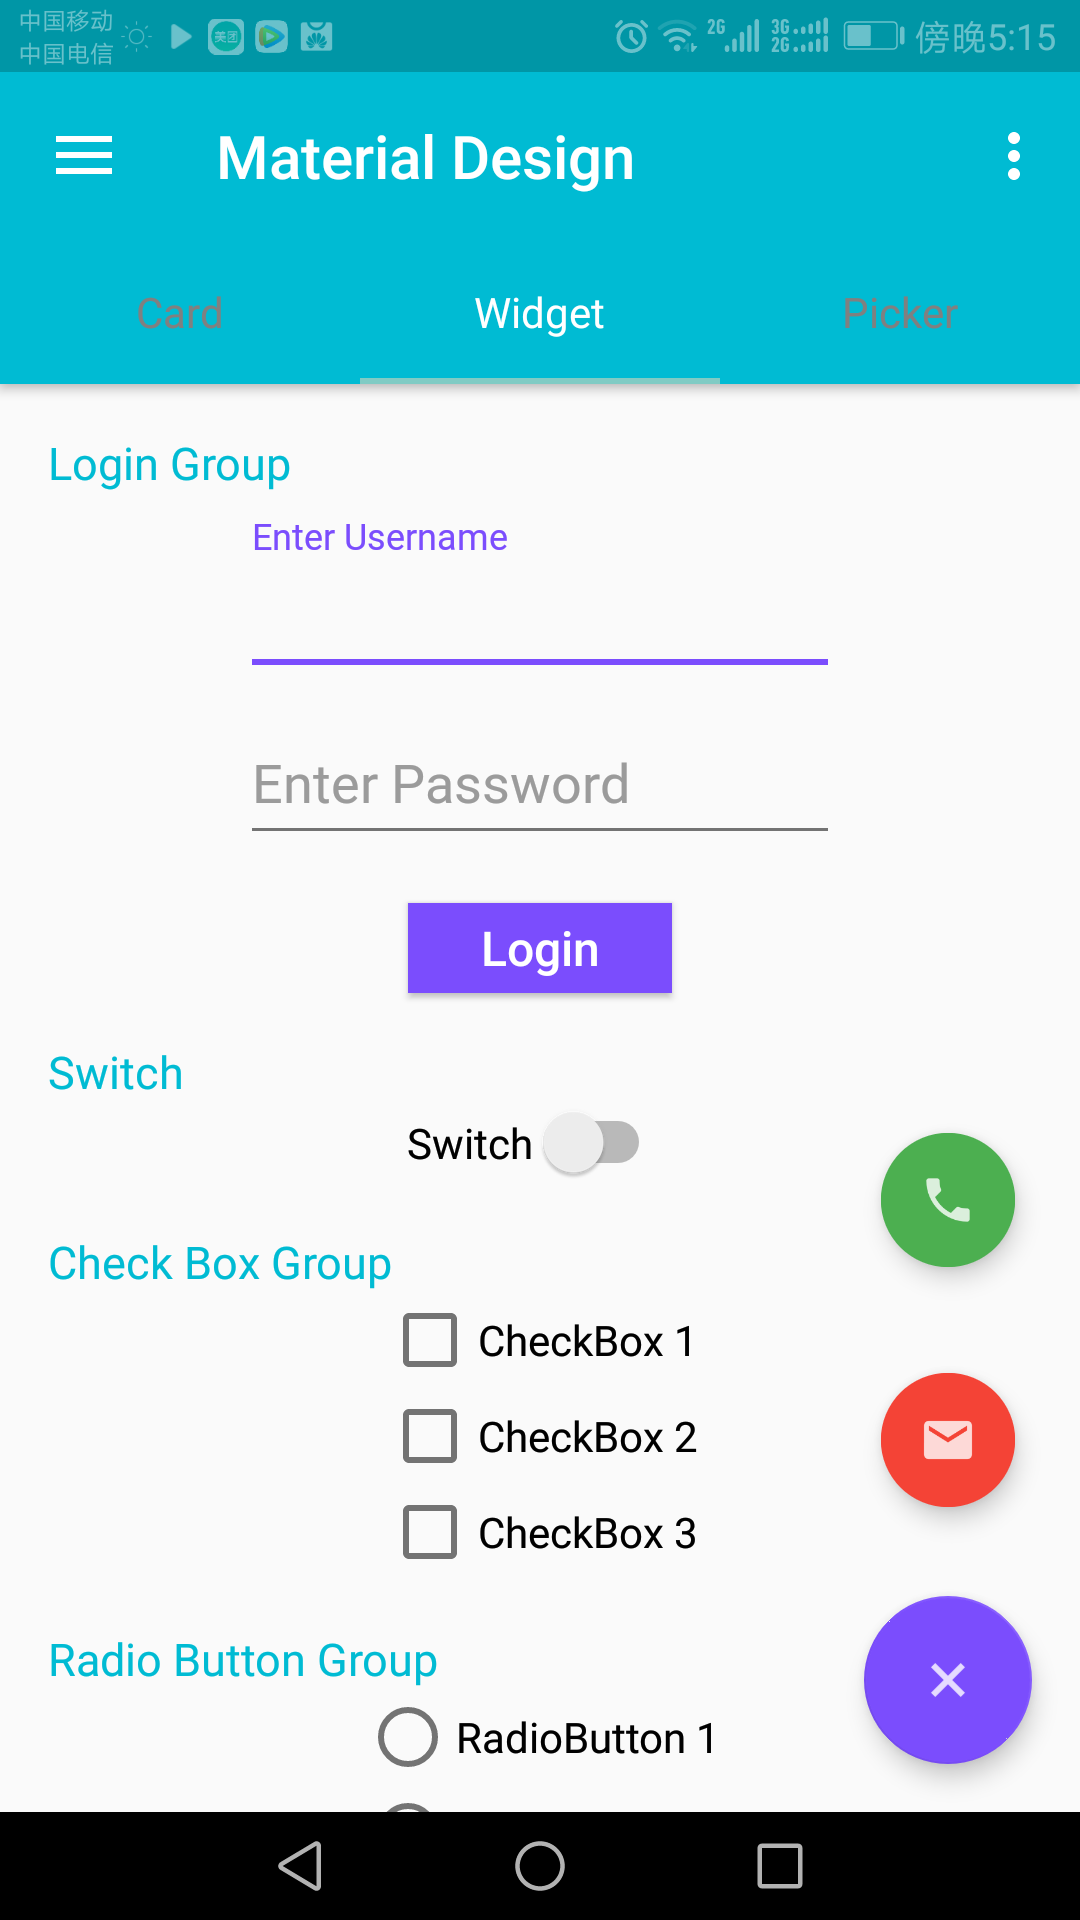 中国移动
中国电信
美团
2G
3G
2G
傍晚5:15
Material Design
Card
Widget
Picker
Login Group
Enter Username
Enter Password
Login
Switch
Switch
Check Box Group
CheckBox 1
CheckBox 2
CheckBox 3
Radio Button Group
RadioButton 1